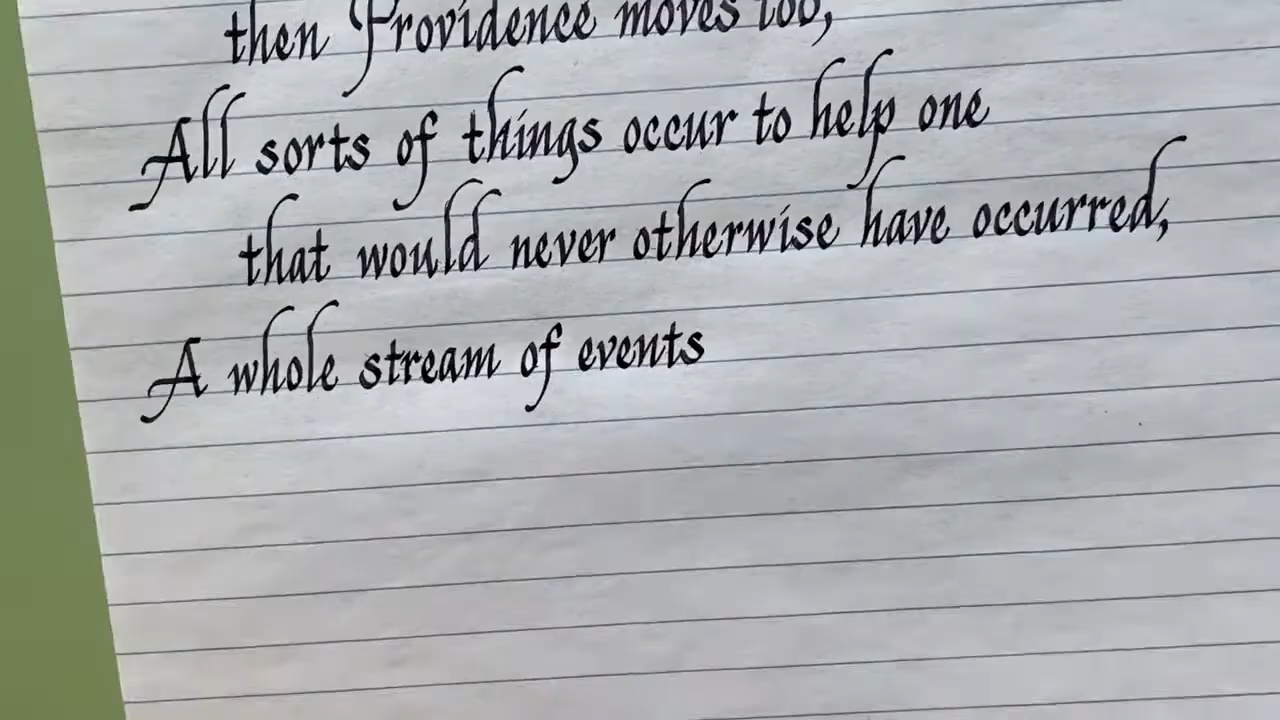 then Providence moves too,
All sorts of things occur to help one
that would never otherwise have occurred,
A whole stream of events